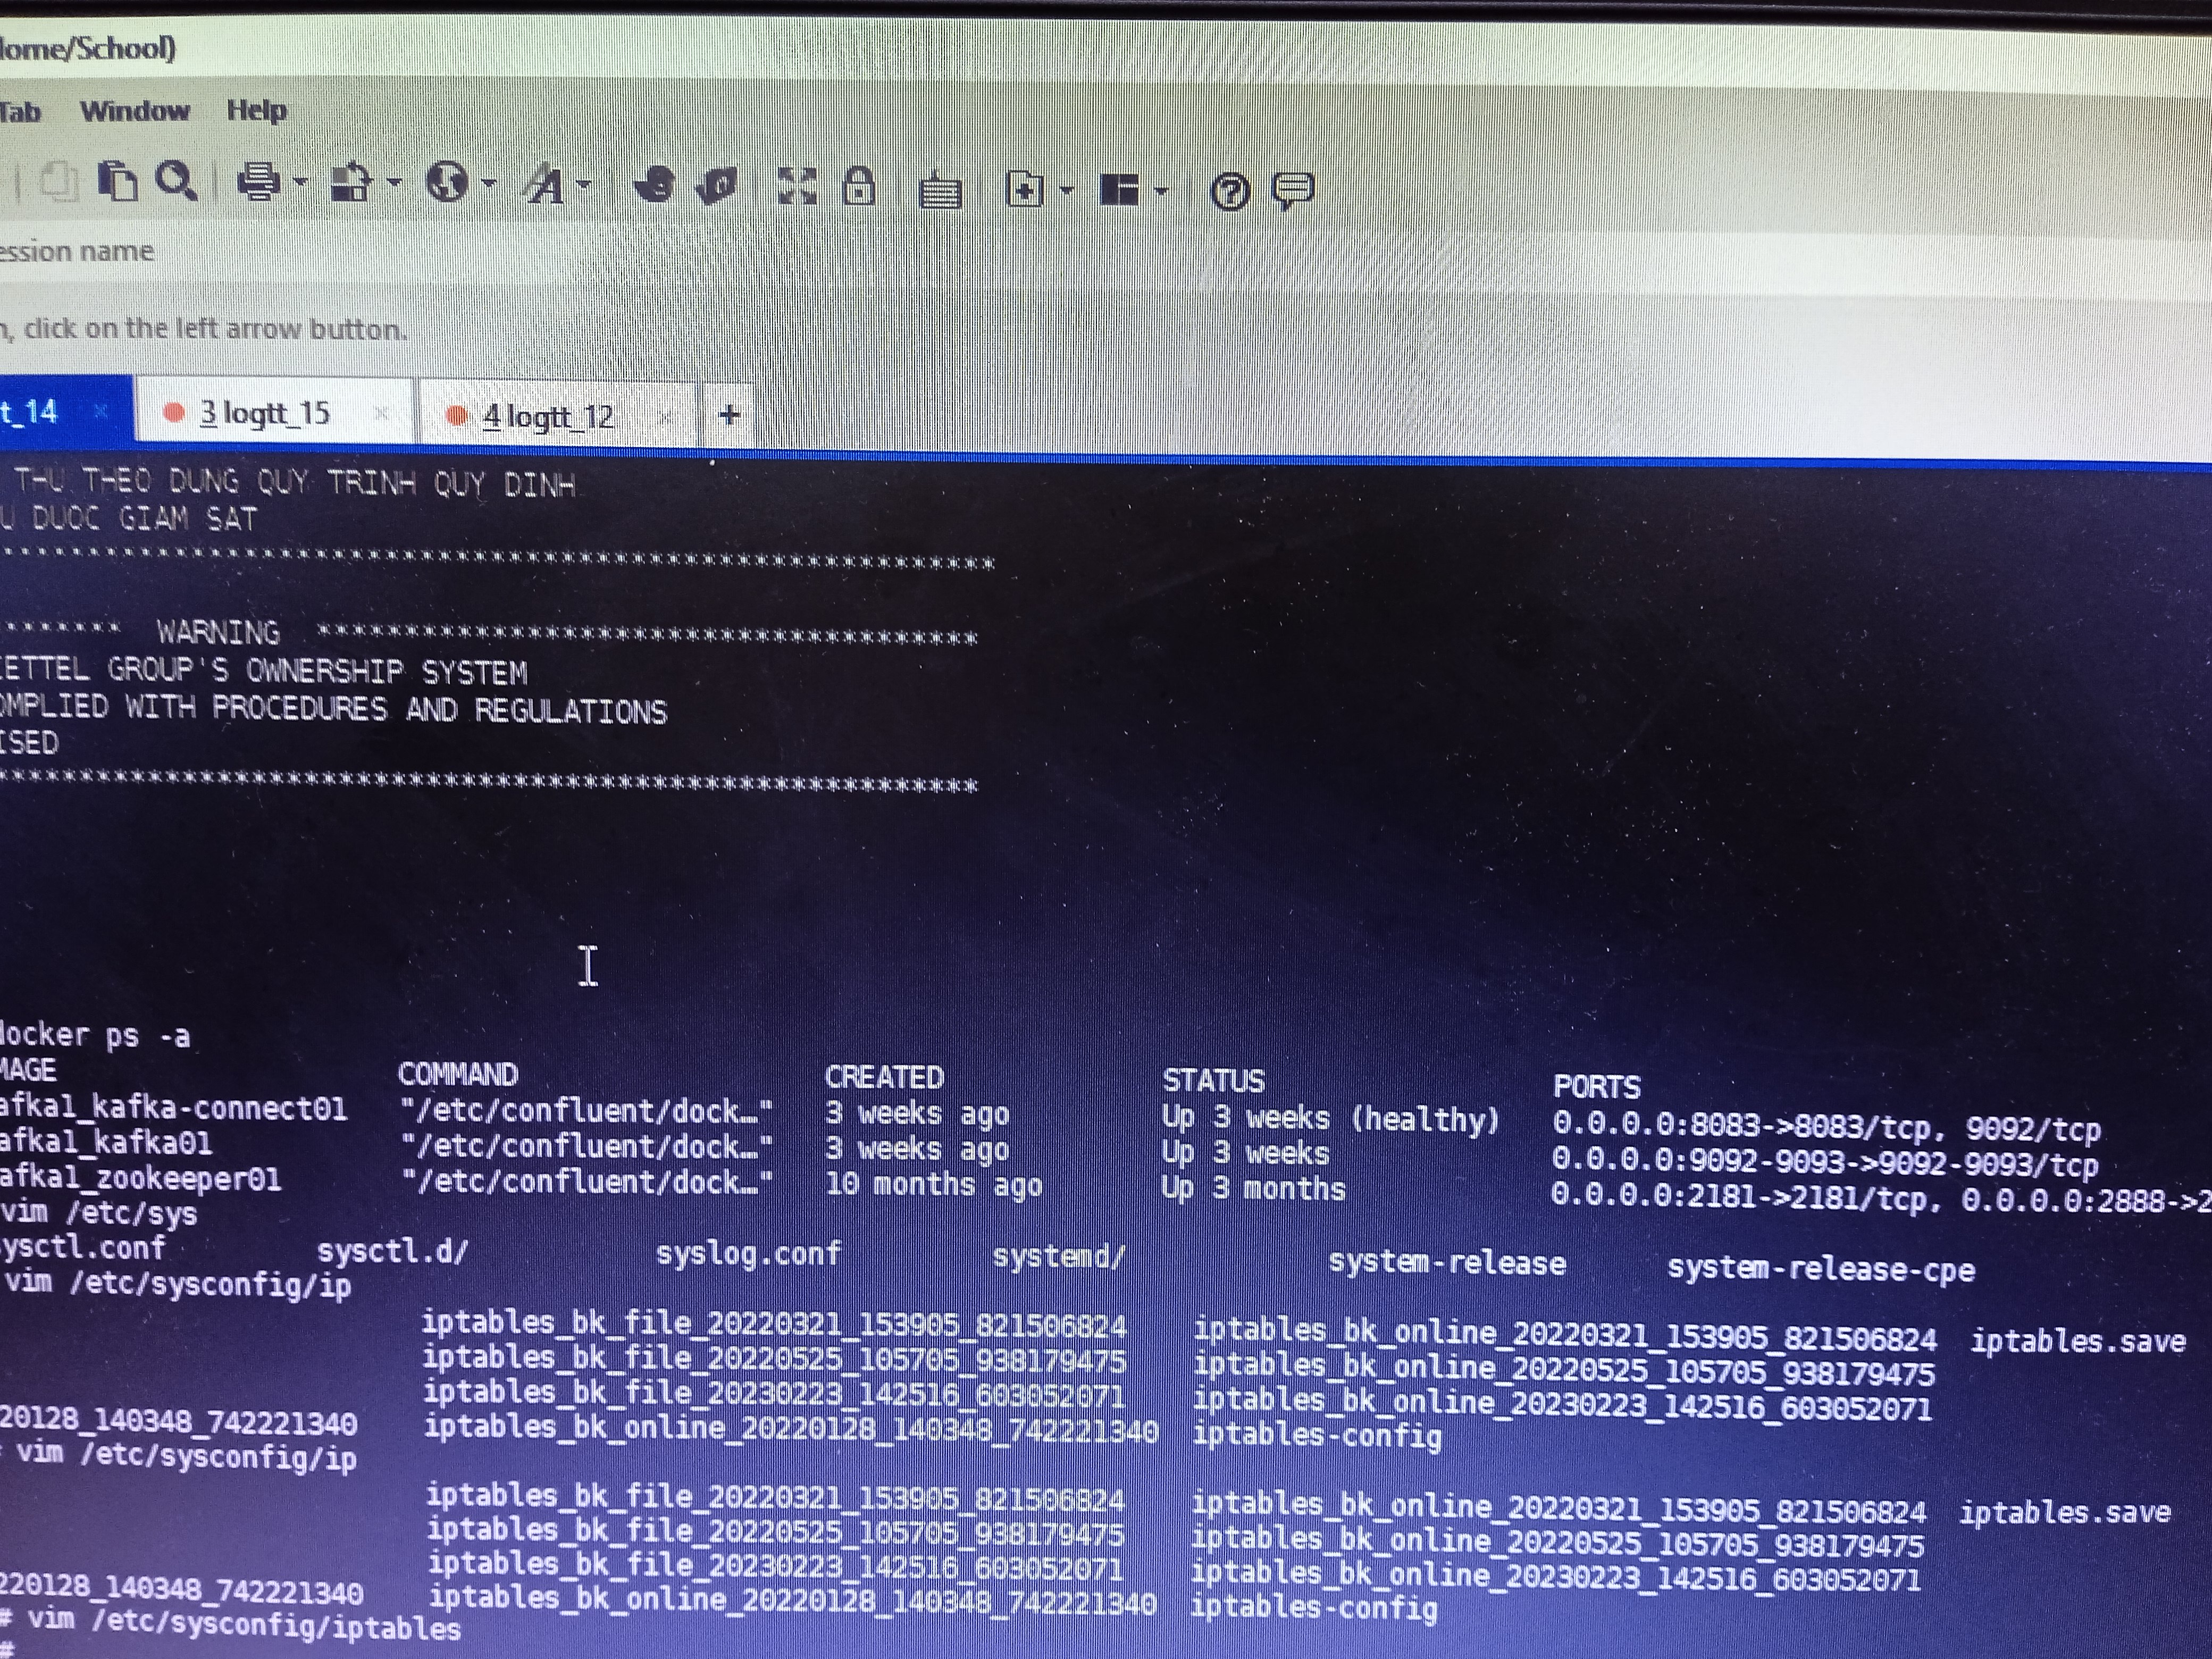 Home/School)
Tab Window Help
ession name
n, click on the left arrow button.
t_14 3 logtt_15 4 logtt_12 +
THU THEO DUNG QUY TRINH QUY DINH
U DUOC GIAM SAT
******* WARNING **************************************
IETTEL GROUP'S OWNERSHIP SYSTEM
OMPLIED WITH PROCEDURES AND REGULATIONS
ISED
docker ps -a
MAGE COMMAND CREATED STATUS PORTS
afka1_kafka-connect01 "/etc/confluent/dock…" 3 weeks ago Up 3 weeks (healthy) 0.0.0.0:8083->8083/tcp, 9092/tcp
afka1_kafka01 "/etc/confluent/dock…" 3 weeks ago Up 3 weeks 0.0.0.0:9092-9093->9092-9093/tcp
afka1_zookeeper01 "/etc/confluent/dock…" 10 months ago Up 3 months 0.0.0.0:2181->2181/tcp, 0.0.0.0:2888->2
vim /etc/sys
sysctl.conf sysctl.d/ syslog.conf systemd/ system-release system-release-cpe
vim /etc/sysconfig/ip
iptables_bk_file_20220321_153905_821506824 iptables_bk_online_20220321_153905_821506824 iptables.save
iptables_bk_file_20220525_105705_938179475 iptables_bk_online_20220525_105705_938179475
iptables_bk_file_20230223_142516_603052071 iptables_bk_online_20230223_142516_603052071
20128_140348_742221340 iptables_bk_online_20220128_140348_742221340 iptables-config
# vim /etc/sysconfig/ip
iptables_bk_file_20220321_153905_821506824 iptables_bk_online_20220321_153905_821506824 iptables.save
iptables_bk_file_20220525_105705_938179475 iptables_bk_online_20220525_105705_938179475
iptables_bk_file_20230223_142516_603052071 iptables_bk_online_20230223_142516_603052071
220128_140348_742221340 iptables_bk_online_20220128_140348_742221340 iptables-config
# vim /etc/sysconfig/iptables
#